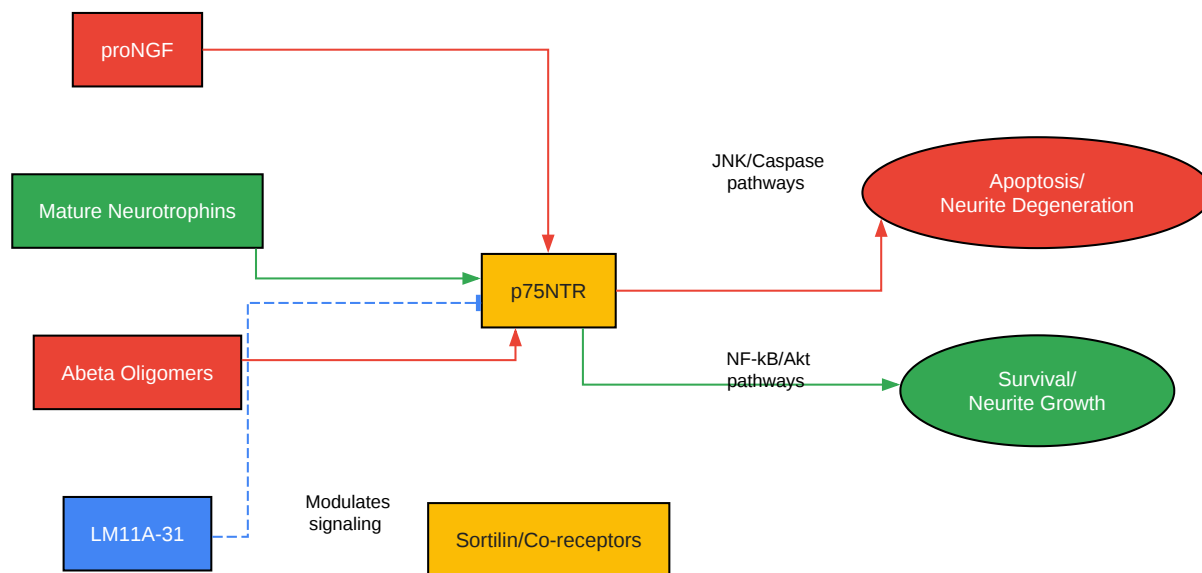 proNGF
JNK/Caspase
pathways
Apoptosis/
Neurite Degeneration
Mature Neurotrophins
p75NTR
Abeta Oligomers
NF-kB/Akt
pathways
Survival/
Neurite Growth
LM11A-31
Modulates
signaling
Sortilin/Co-receptors